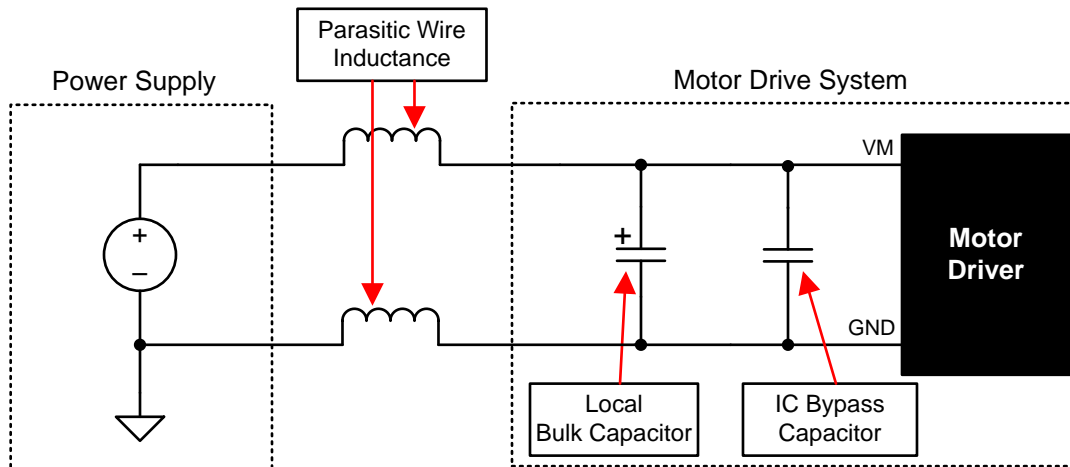 Parasitic Wire
Inductance
Power Supply
Motor Drive System
VM
+
–
+
Motor
Driver
GND
Local
Bulk Capacitor
IC Bypass
Capacitor